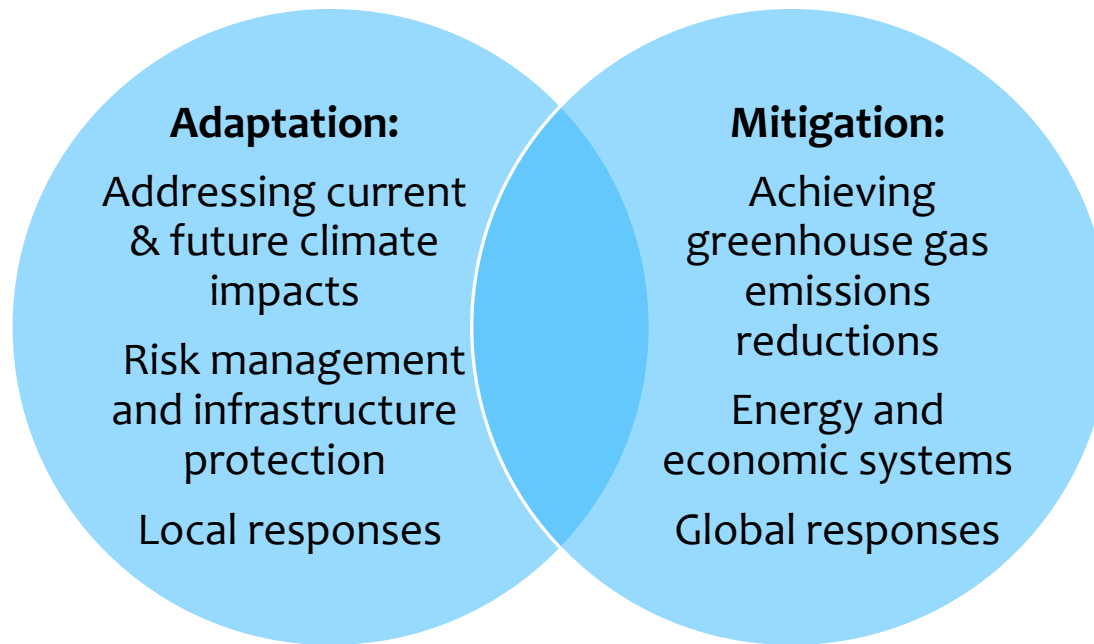 Adaptation:
Addressing current
& future climate
impacts
Risk management
and infrastructure
protection
Local responses
Mitigation:
Achieving
greenhouse gas
emissions
reductions
Energy and
economic systems
Global responses